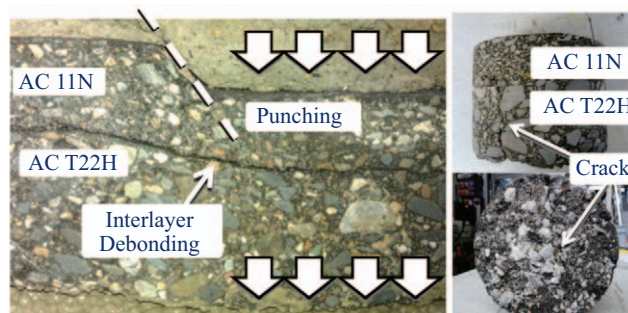 AC 11N
AC T22H
Punching
Interlayer
Debonding
AC 11N
AC T22H
Crack